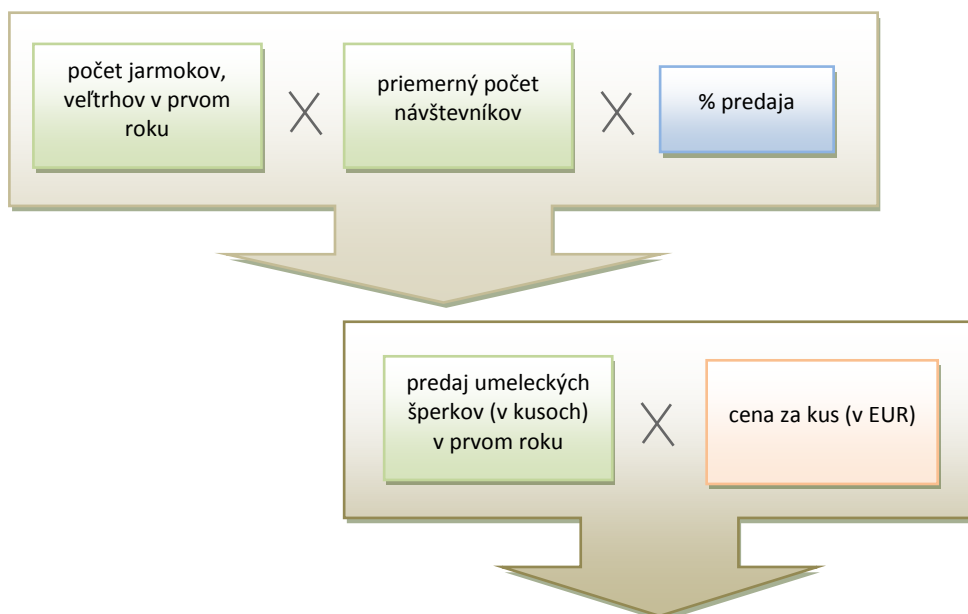 počet jarmokov,
veľtrhov v prvom
roku
priemerný počet
návštevníkov
% predaja
predaj umeleckých
šperkov (v kusoch)
v prvom roku
cena za kus (v EUR)